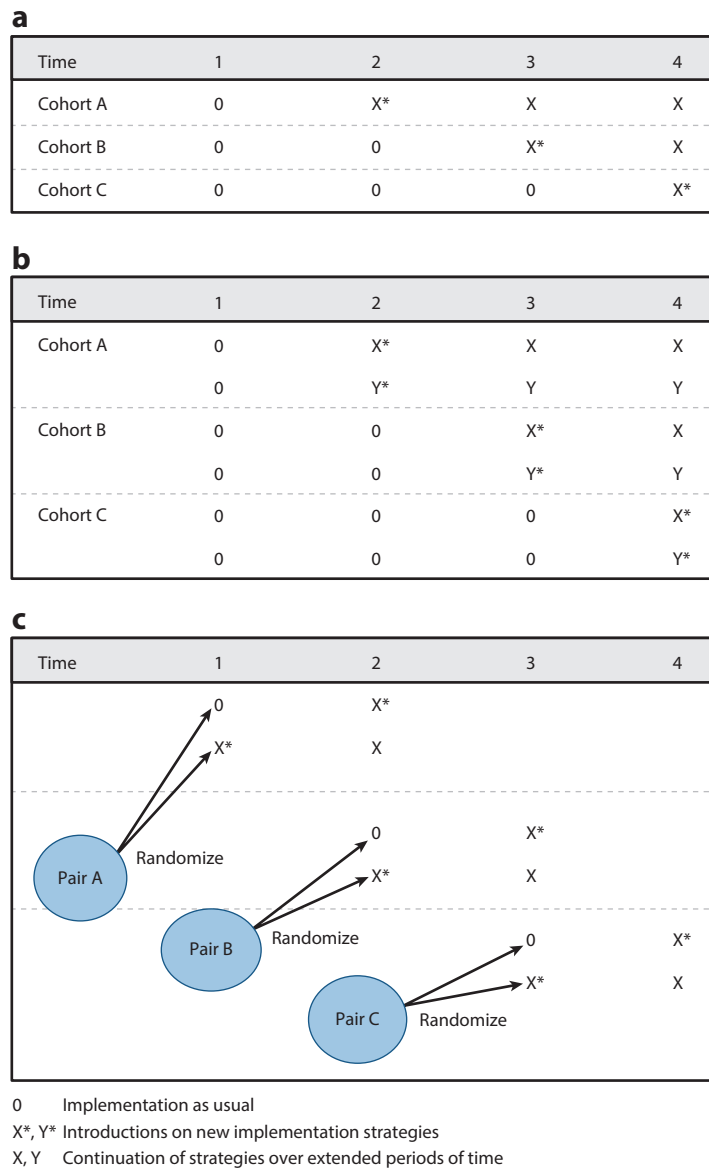 a
Time 1 2 3 4
Cohort A 0 X* X X
Cohort B 0 0 X* X
Cohort C 0 0 0 X*
b
Time 1 2 3 4
Cohort A 0 X* X X
0 Y* Y Y
Cohort B 0 0 X* X
0 0 Y* Y
Cohort C 0 0 0 X*
0 0 0 Y*
c
Time 1 2 3 4
0 X*
X* X
0 X*
Randomize
Pair A X* X
Randomize
0 X*
Pair B
X* X
Pair C Randomize
0 Implementation as usual
X*, Y* Introductions on new implementation strategies
X, Y Continuation of strategies over extended periods of time